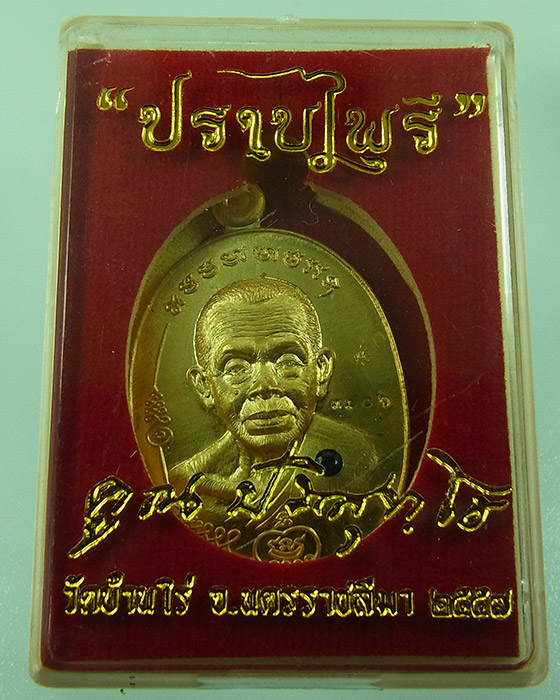 “ปราบไพรี”
คูณ ปริสุทฺโธ
วัดบ้านไร่ จ.นครราชสีมา ๒๕๕๗